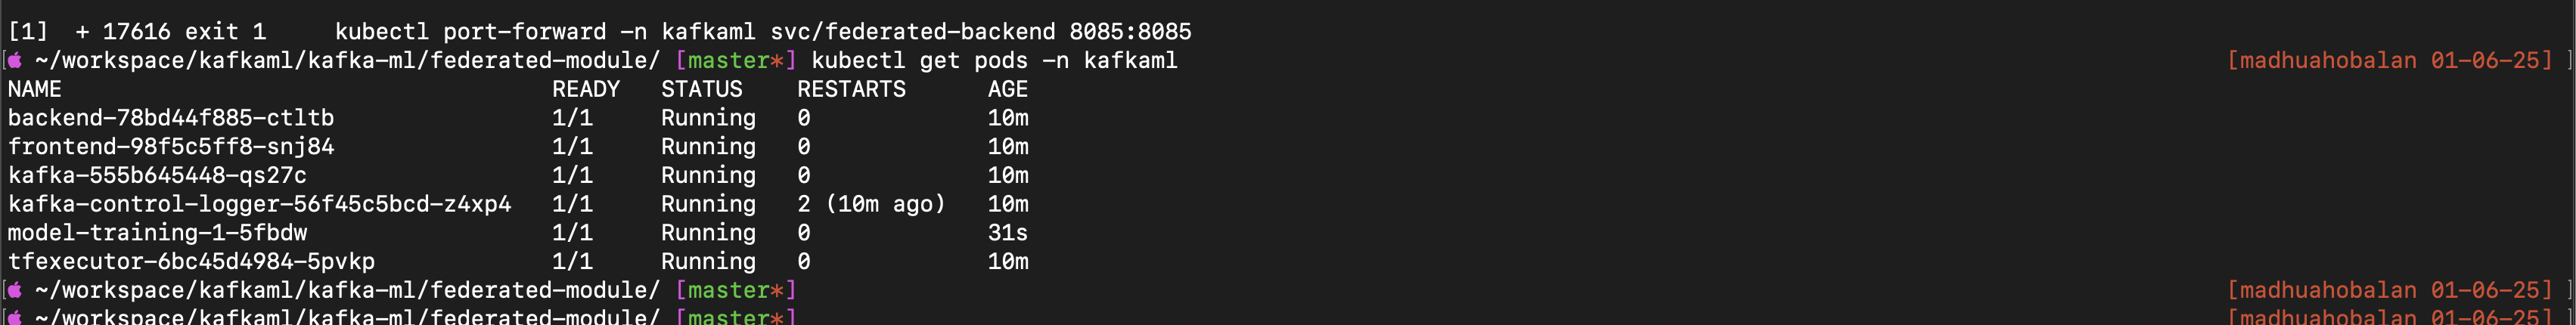 [1]  + 17616 exit 1     kubectl port-forward -n kafkaml svc/federated-backend 8085:8085
~/workspace/kafkaml/kafka-ml/federated-module/ [master*] kubectl get pods -n kafkaml [madhuahobalan 01-06-25]
NAME                                    READY   STATUS    RESTARTS      AGE
backend-78bd44f885-ctltb                1/1     Running   0             10m
frontend-98f5c5ff8-snj84                1/1     Running   0             10m
kafka-555b645448-qs27c                  1/1     Running   0             10m
kafka-control-logger-56f45c5bcd-z4xp4   1/1     Running   2 (10m ago)   10m
model-training-1-5fbdw                  1/1     Running   0             31s
tfexecutor-6bc45d4984-5pvkp             1/1     Running   0             10m
~/workspace/kafkaml/kafka-ml/federated-module/ [master*] [madhuahobalan 01-06-25]
~/workspace/kafkaml/kafka-ml/federated-module/ [master*] [madhuahobalan 01-06-25]